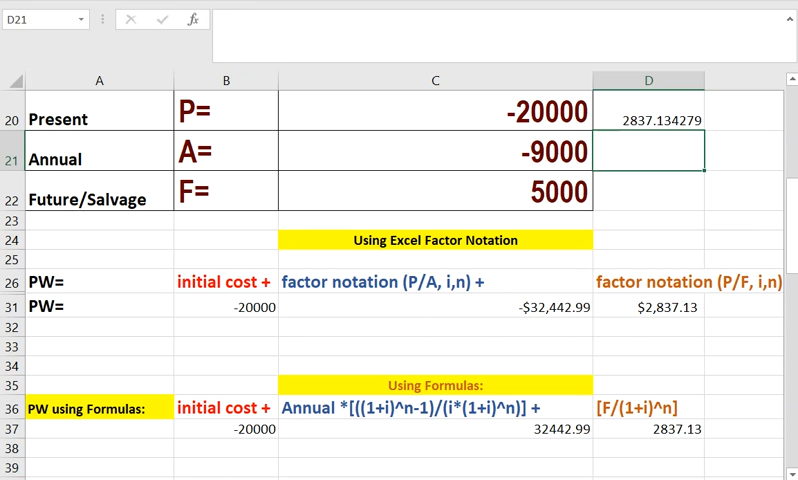 D21 fx
A B C D
20 Present P= -20000 2837.134279
21 Annual A= -9000
22 Future/Salvage F= 5000
23
24 Using Excel Factor Notation
25
26 PW= initial cost + factor notation (P/A, i,n) + factor notation (P/F, i,n)
31 PW= -20000 -$32,442.99 $2,837.13
32
33
34
35 Using Formulas:
36 PW using Formulas: initial cost + Annual *[((1+i)^n-1)/(i*(1+i)^n)] + [F/(1+i)^n]
37 -20000 32442.99 2837.13
38
39